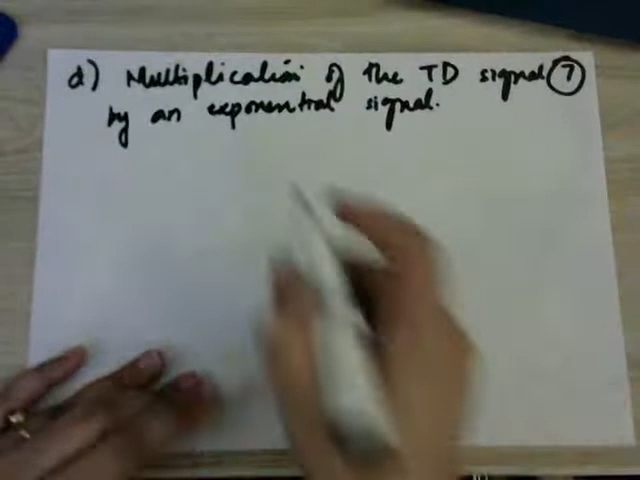 d) Multiplication of the TD signal 7
by an exponential signal.